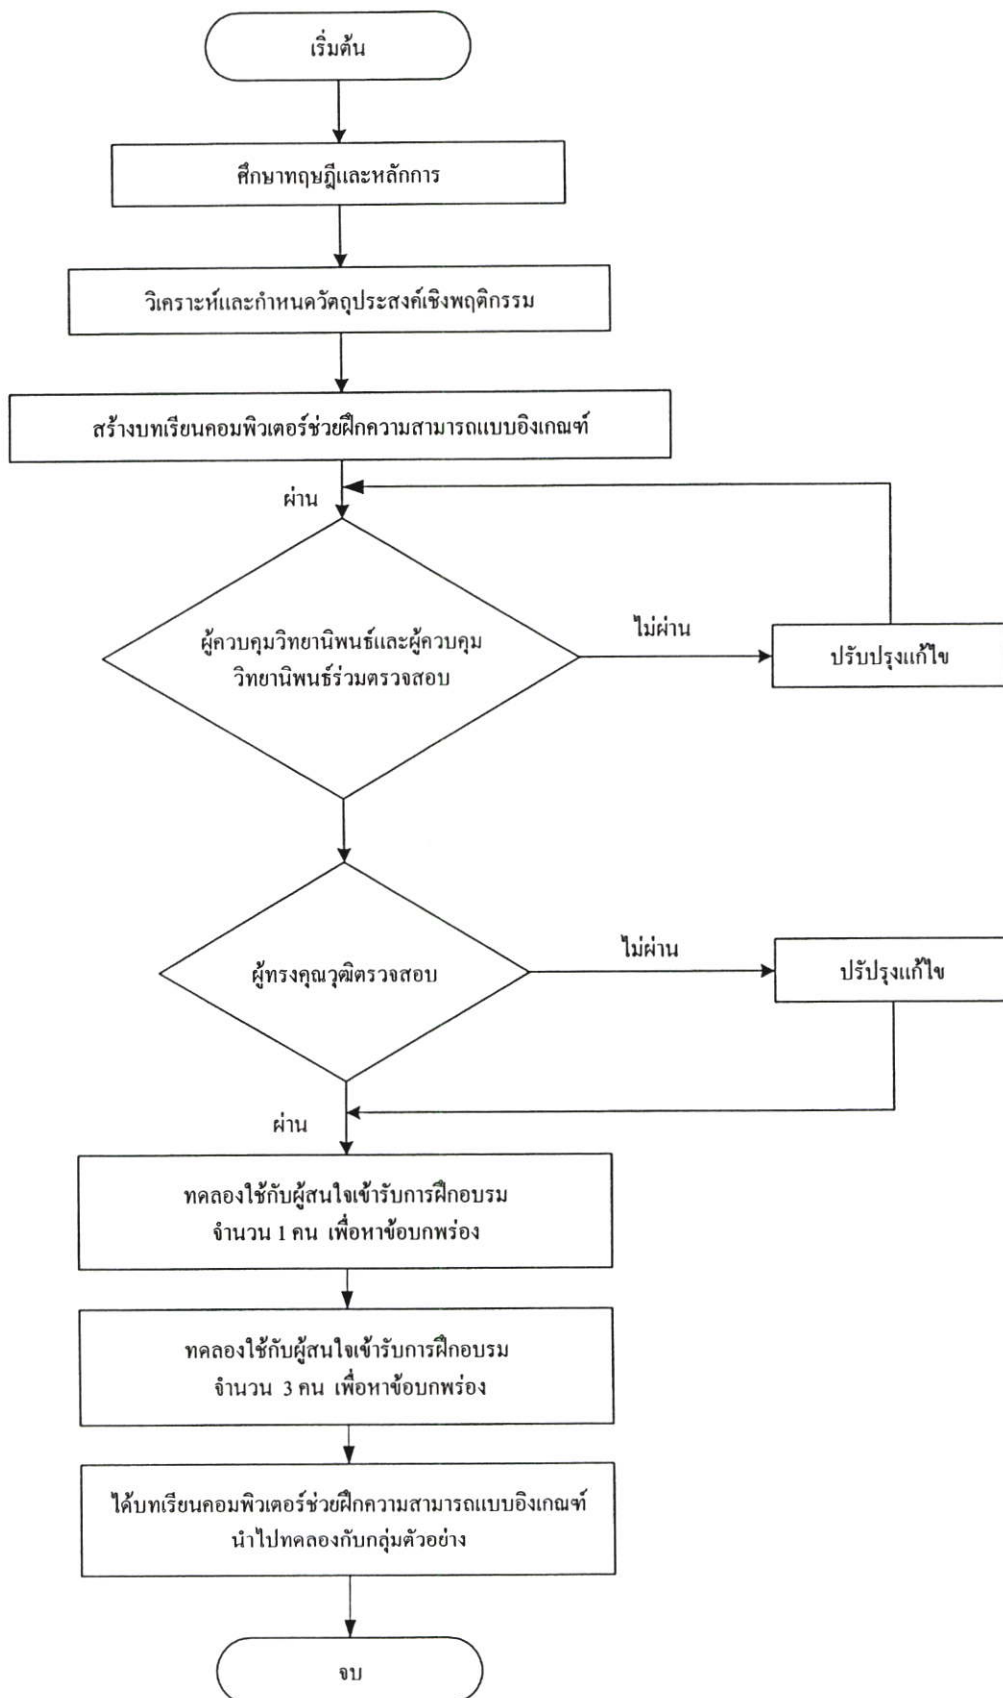 เริ่มต้น
ศึกษาทฤษฎีและหลักการ
วิเคราะห์และกำหนดวัตถุประสงค์เชิงพฤติกรรม
สร้างบทเรียนคอมพิวเตอร์ช่วยฝึกความสามารถแบบอิงเกณฑ์
ผ่าน
ผู้ควบคุมวิทยานิพนธ์และผู้ควบคุม
วิทยานิพนธ์ร่วมตรวจสอบ
ไม่ผ่าน
ปรับปรุงแก้ไข
ผู้ทรงคุณวุฒิตรวจสอบ
ไม่ผ่าน
ปรัปรุงแก้ไข
ผ่าน
ทดลองใช้กับผู้สนใจเข้ารับการฝึกอบรม
จำนวน 1 คน เพื่อหาข้อบกพร่อง
ทดลองใช้กับผู้สนใจเข้ารับการฝึกอบรม
จำนวน 3 คน เพื่อหาข้อบกพร่อง
ได้บทเรียนคอมพิวเตอร์ช่วยฝึกความสามารถแบบอิงเกณฑ์
นำไปทดลองกับกลุ่มตัวอย่าง
จบ